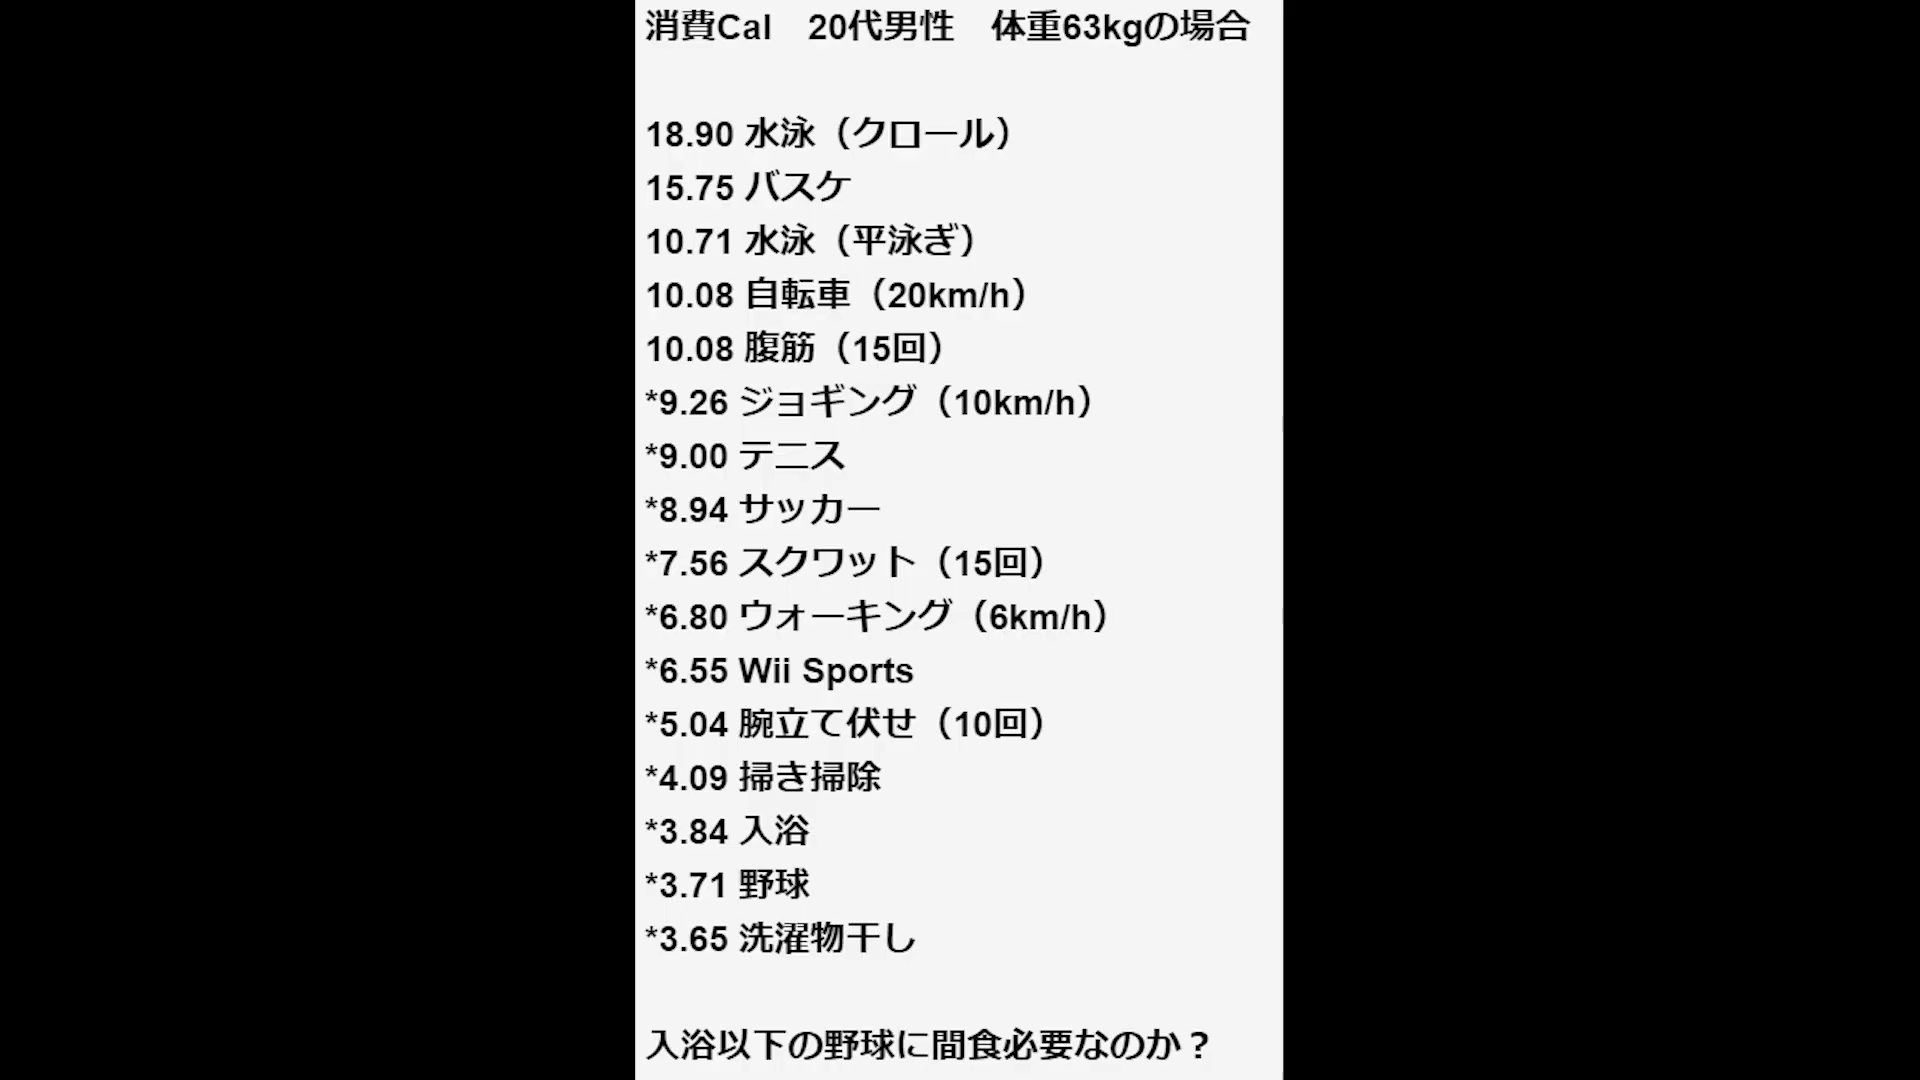 消費Cal　20代男性　体重63kgの場合
18.90 水泳（クロール）
15.75 バスケ
10.71 水泳（平泳ぎ）
10.08 自転車（20km/h）
10.08 腹筋（15回）
*9.26 ジョギング（10km/h）
*9.00 テニス
*8.94 サッカー
*7.56 スクワット（15回）
*6.80 ウォーキング（6km/h）
*6.55 Wii Sports
*5.04 腕立て伏せ（10回）
*4.09 掃き掃除
*3.84 入浴
*3.71 野球
*3.65 洗濯物干し
入浴以下の野球に間食必要なのか？